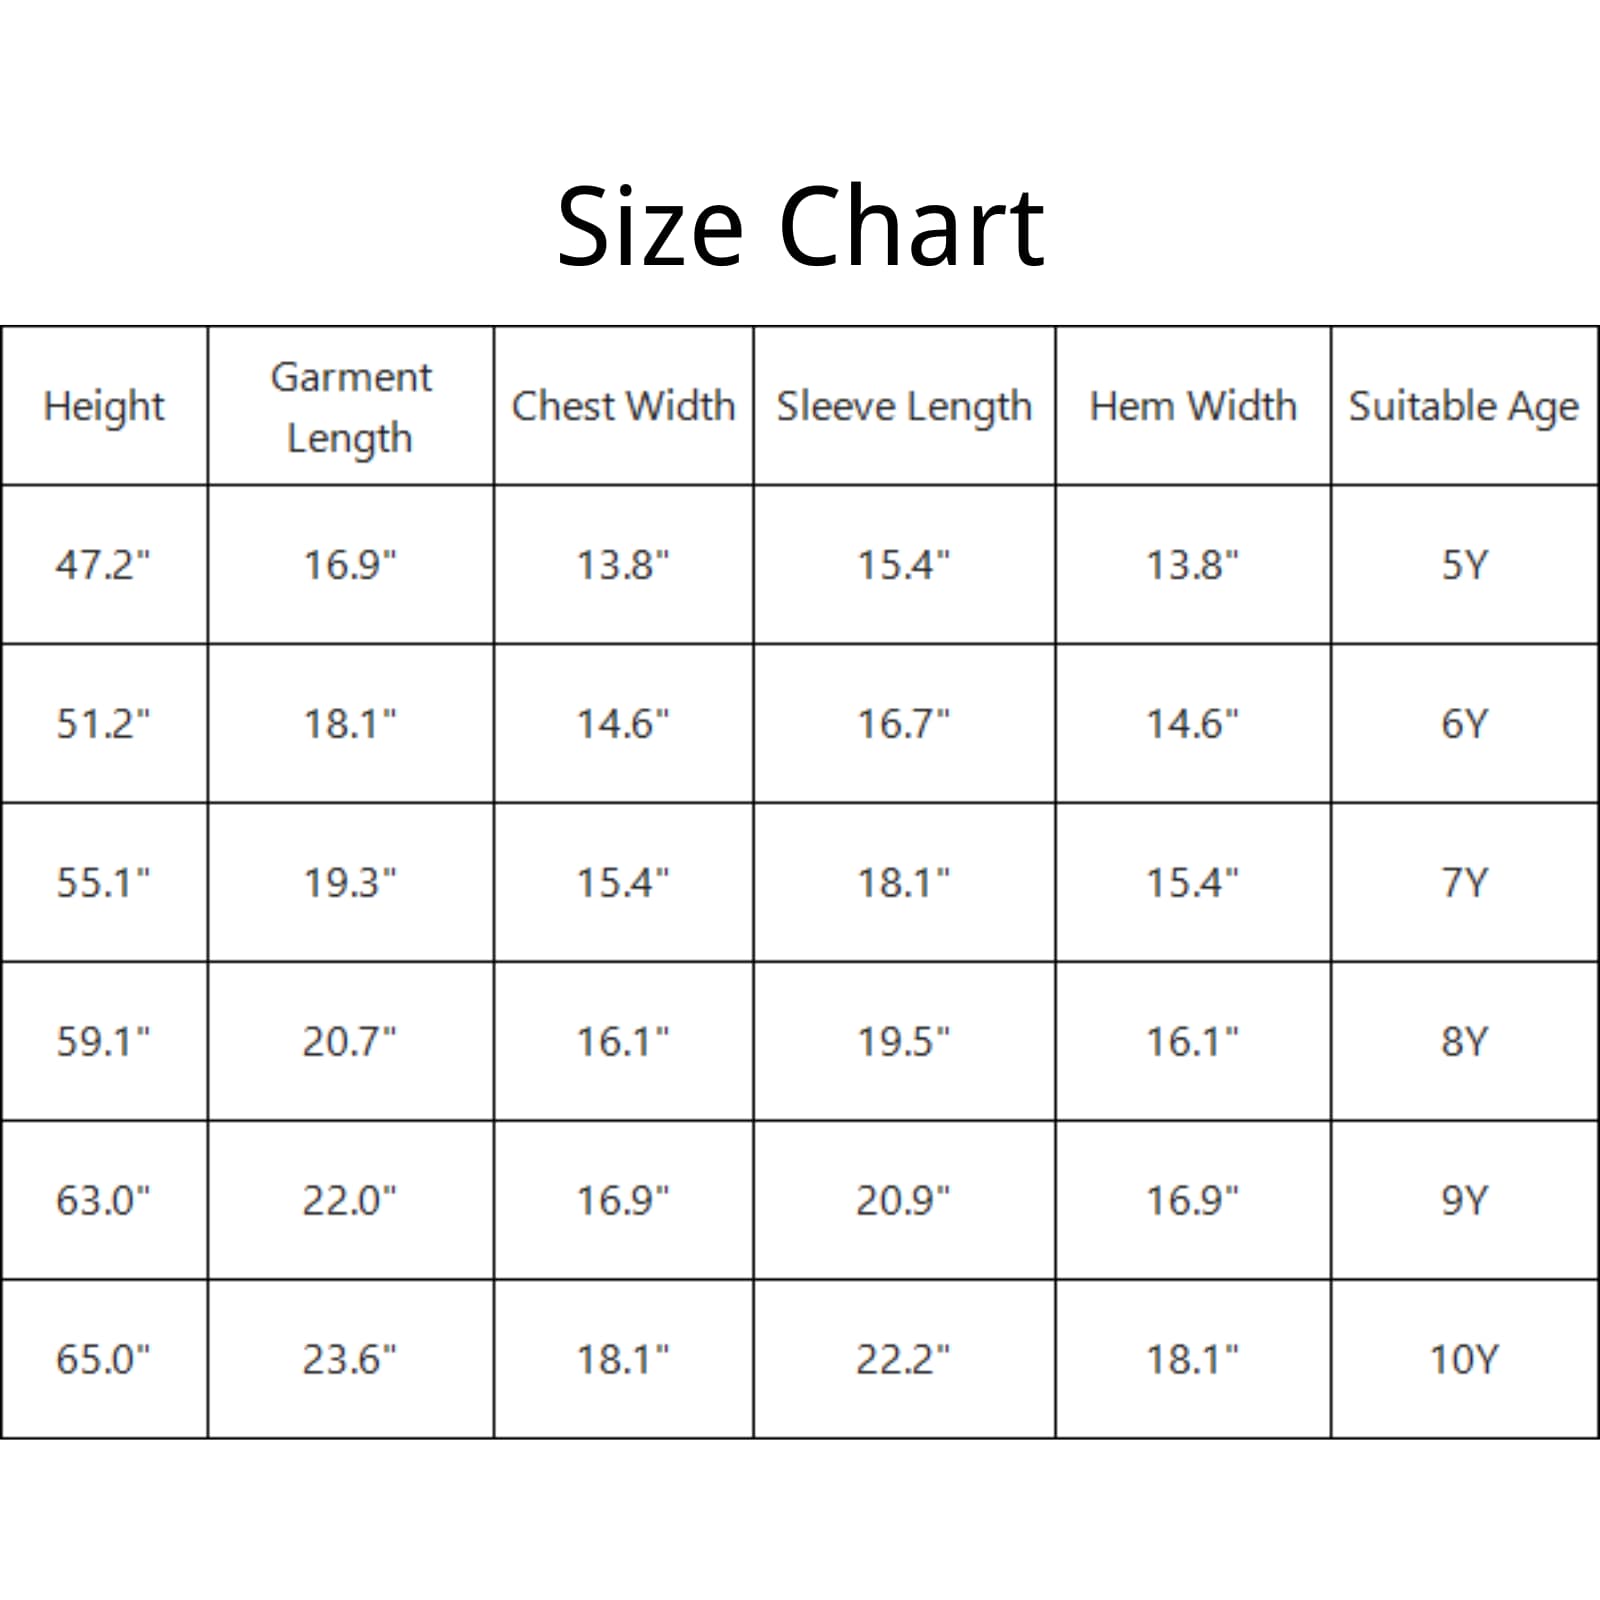 Size Chart
Height Garment Length Chest Width Sleeve Length Hem Width Suitable Age
47.2" 16.9" 13.8" 15.4" 13.8" 5Y
51.2" 18.1" 14.6" 16.7" 14.6" 6Y
55.1" 19.3" 15.4" 18.1" 15.4" 7Y
59.1" 20.7" 16.1" 19.5" 16.1" 8Y
63.0" 22.0" 16.9" 20.9" 16.9" 9Y
65.0" 23.6" 18.1" 22.2" 18.1" 10Y